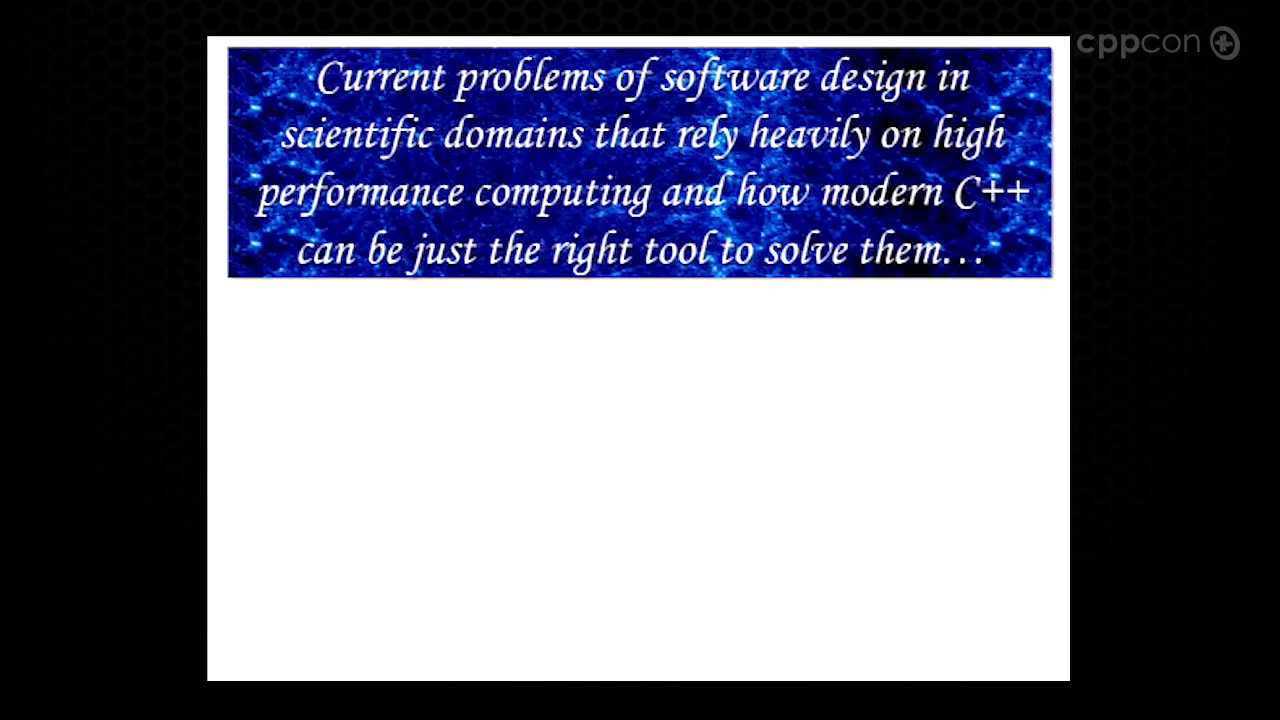 cppcon
Current problems of software design in
scientific domains that rely heavily on high
performance computing and how modern C++
can be just the right tool to solve them...